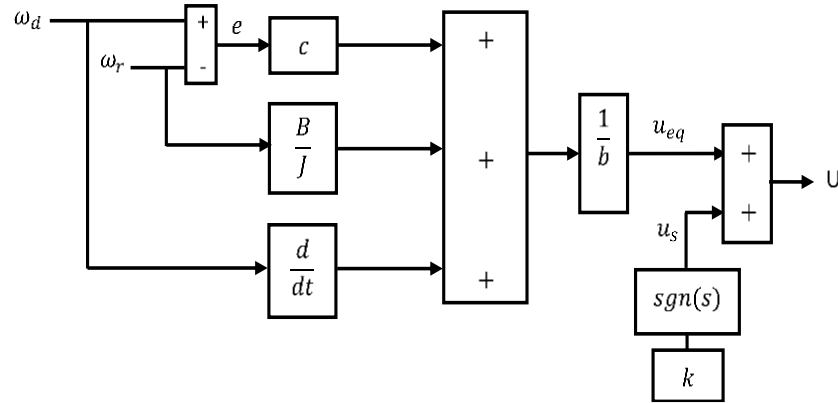 ω_d
+
e
c
+
ω_r
-
B
J
+
1
b
u_eq
+
U
+
u_s
d
dt
+
sgn(s)
k